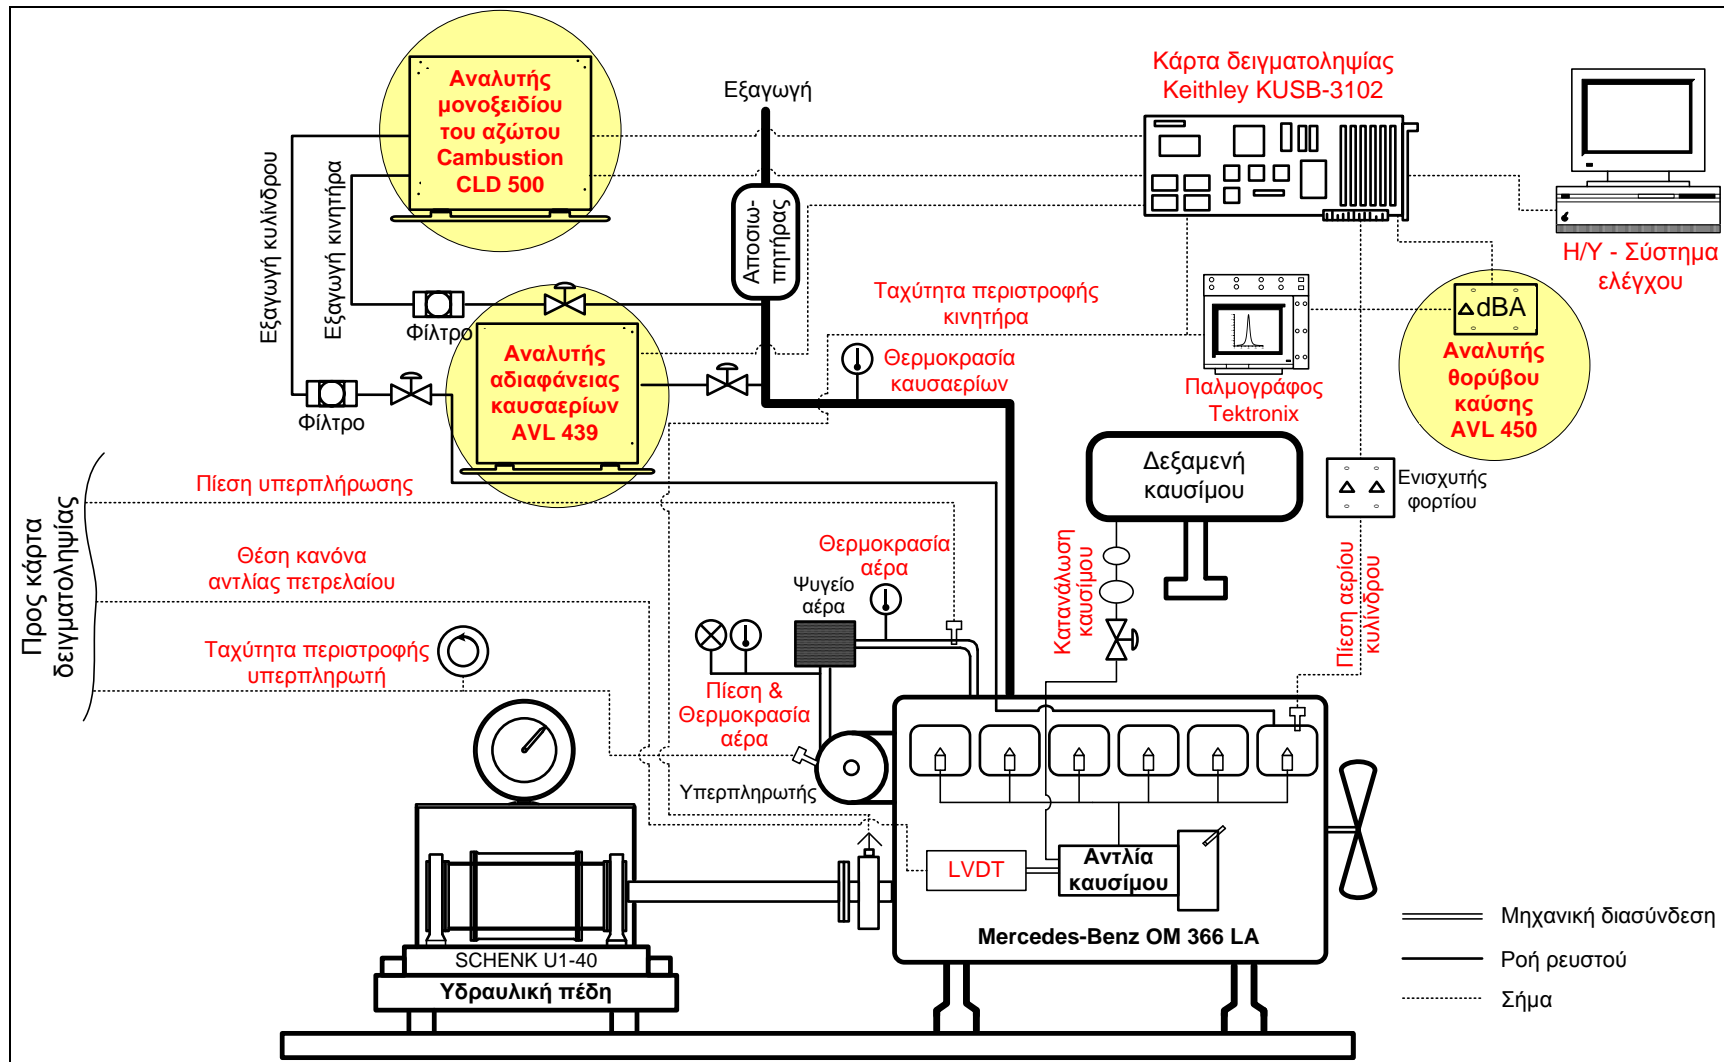 Αναλυτής
μονοξειδίου
του αζώτου
Cambustion
CLD 500
Εξαγωγή
Κάρτα δειγματοληψίας
Keithley KUSB-3102
Εξαγωγή κυλίνδρου
Εξαγωγή κινητήρα
Αποσιω-
πητήρας
Η/Υ - Σύστημα
ελέγχου
Φίλτρο
Ταχύτητα περιστροφής
κινητήρα
dBA
Αναλυτής
θορύβου
καύσης
AVL 450
Αναλυτής
αδιαφάνειας
καυσαερίων
AVL 439
Θερμοκρασία
καυσαερίων
Παλμογράφος
Tektronix
Φίλτρο
Δεξαμενή
καυσίμου
Ενισχυτής
φορτίου
Πίεση υπερπλήρωσης
Προς κάρτα
δειγματοληψίας
Θέση κανόνα
αντλίας πετρελαίου
Θερμοκρασία
αέρα
Ψυγείο
αέρα
Κατανάλωση
καυσίμου
Πίεση αερίου
κυλίνδρου
Ταχύτητα περιστροφής
υπερπληρωτή
Πίεση &
Θερμοκρασία
αέρα
Υπερπληρωτής
LVDT
Αντλία
καυσίμου
Mercedes-Benz OM 366 LA
SCHENK U1-40
Υδραυλική πέδη
Μηχανική διασύνδεση
Ροή ρευστού
Σήμα